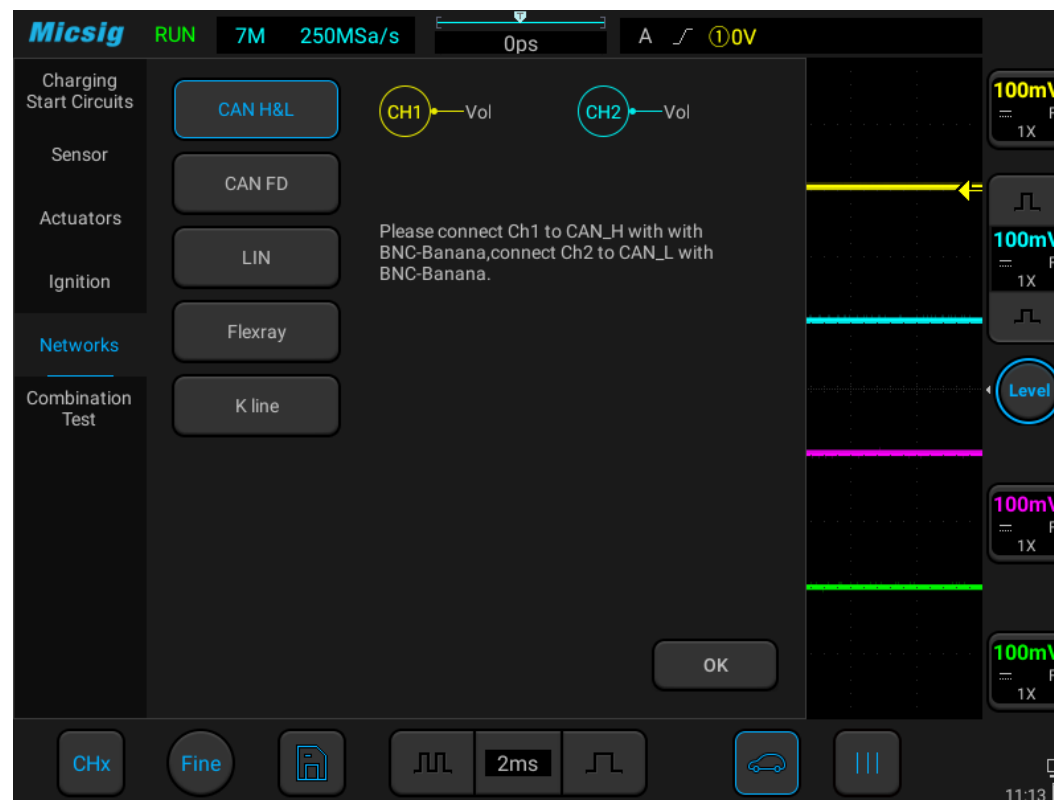 Micsig RUN 7M 250MSa/s 0ps A ①0V
Charging
Start Circuits
Sensor
Actuators
Ignition
Networks
Combination
Test
CAN H&L
CAN FD
LIN
Flexray
K line
CH1 Vol CH2 Vol
Please connect Ch1 to CAN_H with with
BNC-Banana,connect Ch2 to CAN_L with
BNC-Banana.
OK
100mV
1X
100mV
1X
Level
100mV
1X
100mV
1X
CHx Fine 2ms
11:13